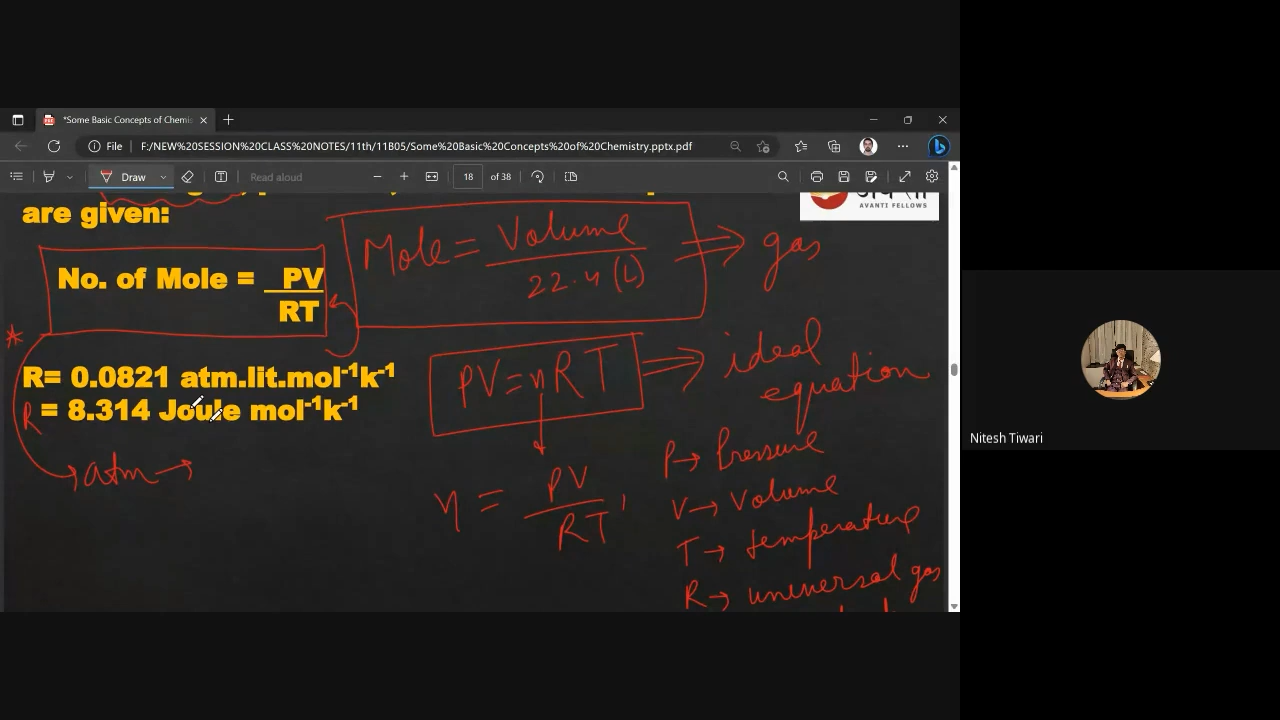 *Some Basic Concepts of Chemis
File
F:/NEW%20SESSION%20CLASS%20NOTES/11th/11B05/Some%20Basic%20Concepts%20of%20Chemistry.pptx.pdf
Draw
Read aloud
18 of 38
AVANTI FELLOWS
are given:
Mole = Volume / 22.4 (L) ⇒ gas
No. of Mole = PV
RT
PV = ηRT ⇒ ideal
equation
R= 0.0821 atm.lit.mol⁻¹k⁻¹
R = 8.314 Joule mol⁻¹k⁻¹
* → atm →
η = PV / RT
P → Pressure
V → Volume
T → temperature
R → universal gas
Nitesh Tiwari